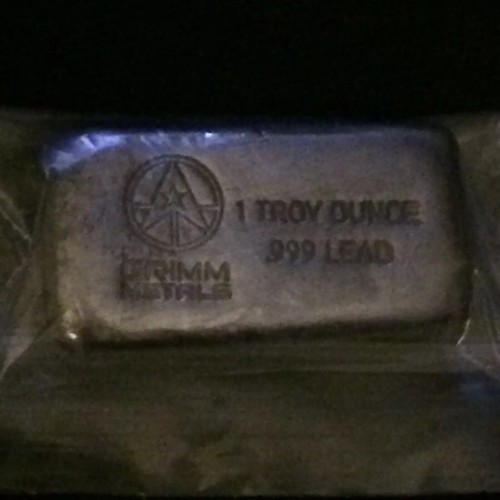 1 TROY OUNCE
.999 LEAD
GRIMM
METALS